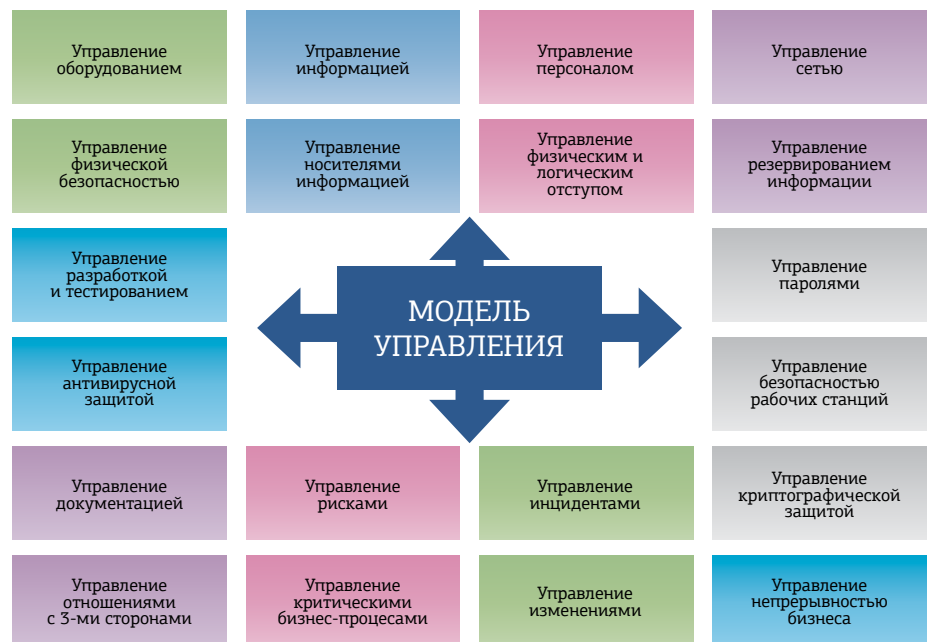 Управление
оборудованием
Управление
информацией
Управление
персоналом
Управление
сетью
Управление
физической
безопасностью
Управление
носителями
информацией
Управление
физическим и
логическим
отступом
Управление
резервированием
информации
Управление
разработкой
и тестированием
МОДЕЛЬ
УПРАВЛЕНИЯ
Управление
паролями
Управление
антивирусной
защитой
Управление
безопасностью
рабочих станций
Управление
документацией
Управление
рисками
Управление
инцидентами
Управление
криптографической
защитой
Управление
отношениями
с 3-ми сторонами
Управление
критическими
бизнес-процесами
Управление
изменениями
Управление
непрерывностью
бизнеса